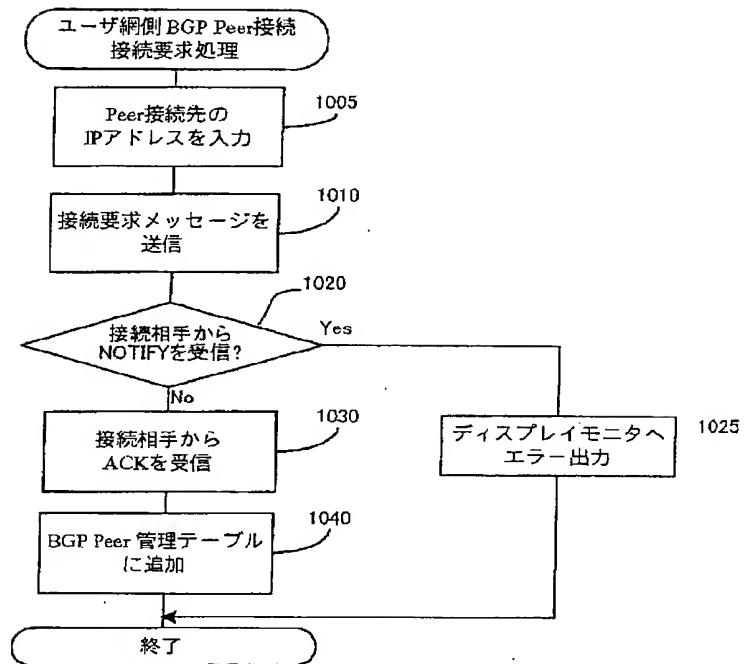 ユーザ網側 BGP Peer接続
接続要求処理
1005
Peer接続先の
IPアドレスを入力
1010
接続要求メッセージを
送信
1020
接続相手から
NOTIFYを受信?
Yes
No
1030
接続相手から
ACKを受信
ディスプレイモニタへ
エラー出力
1025
1040
BGP Peer 管理テーブル
に追加
終了